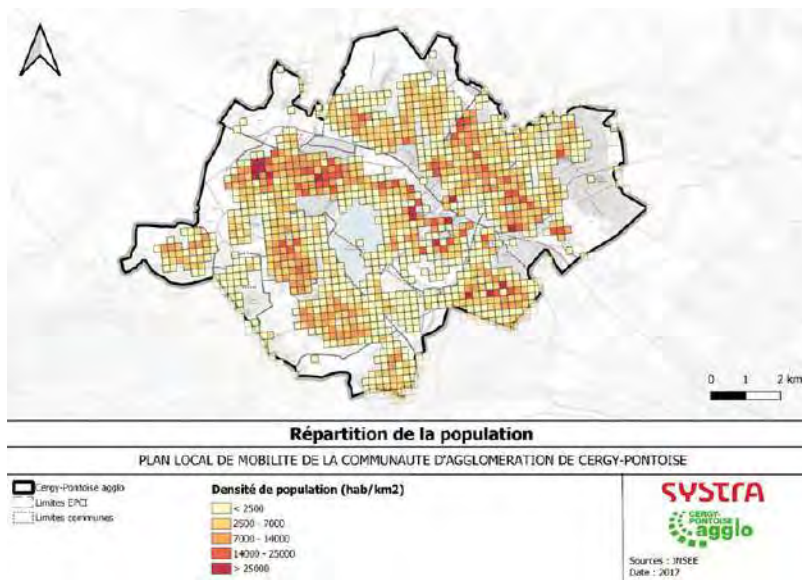 0 1 2 km
Répartition de la population
PLAN LOCAL DE MOBILITE DE LA COMMUNAUTE D'AGGLOMERATION DE CERGY-PONTOISE
Cergy-Pontoise agglo
Limites EPCI
Limites communes
Densité de population (hab/km2)
< 2500
2500 - 7000
7000 - 14000
14000 - 25000
> 25000
SYSTRA
CERGY-
PONTOISE
agglo
Sources : INSEE
Date : 2017